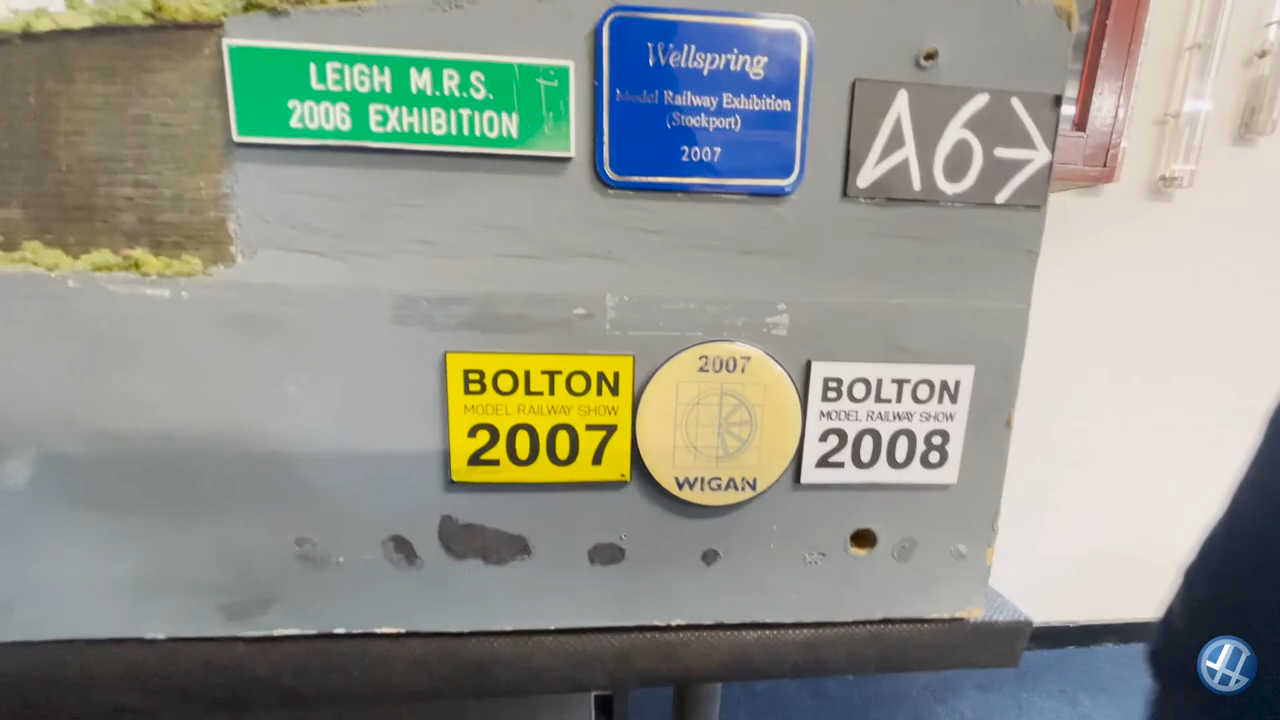 LEIGH M.R.S.
2006 EXHIBITION
Wellspring
Model Railway Exhibition
(Stockport)
2007
A6>
BOLTON
MODEL RAILWAY SHOW
2007
2007
WIGAN
BOLTON
MODEL RAILWAY SHOW
2008